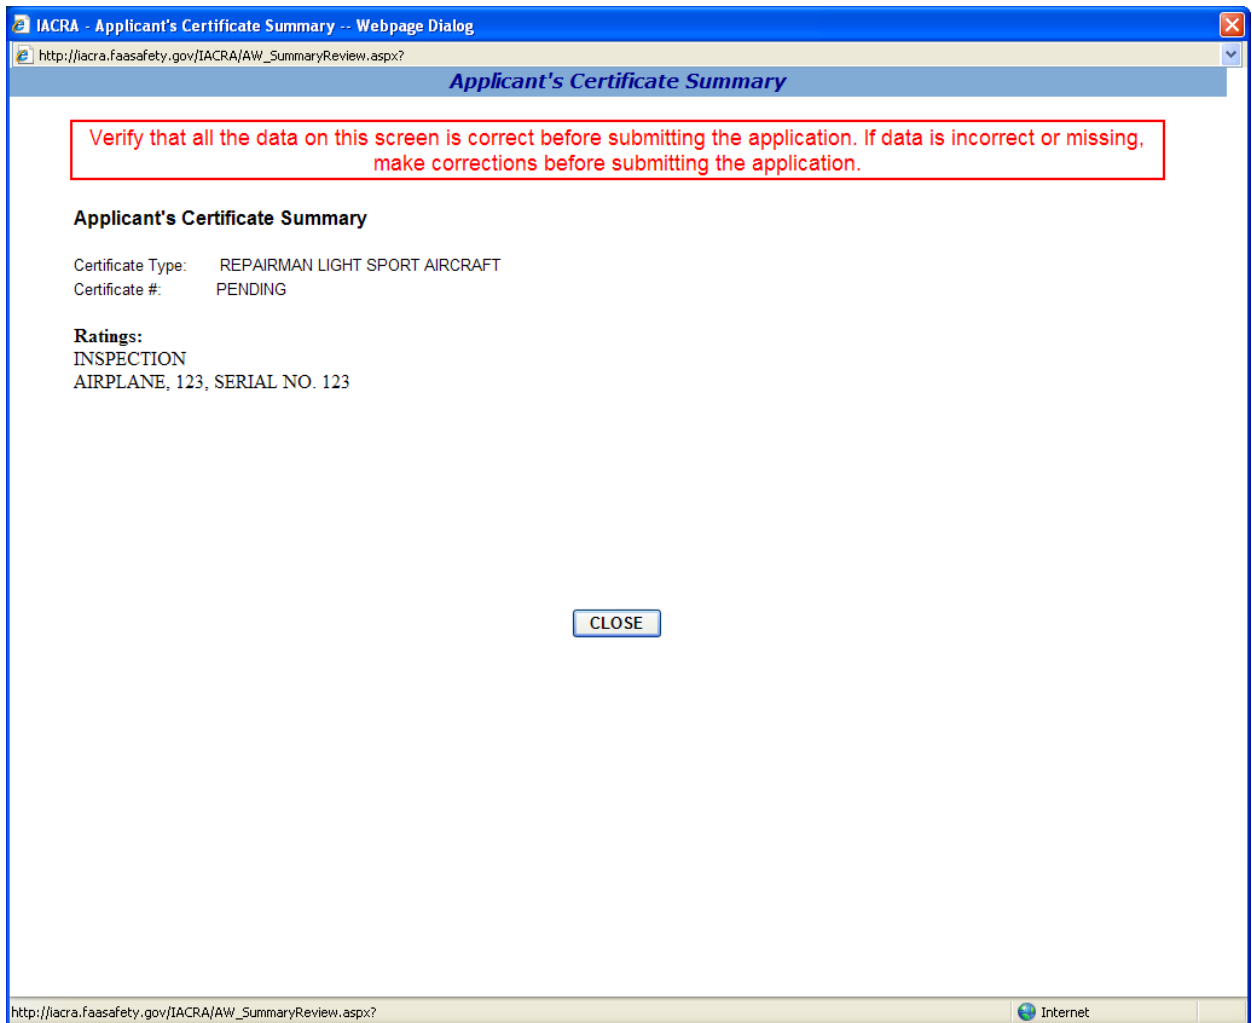 IACRA - Applicant's Certificate Summary -- Webpage Dialog
http://iacra.faasafety.gov/IACRA/AW_SummaryReview.aspx?
Applicant's Certificate Summary
Verify that all the data on this screen is correct before submitting the application. If data is incorrect or missing,
make corrections before submitting the application.
Applicant's Certificate Summary
Certificate Type: REPAIRMAN LIGHT SPORT AIRCRAFT
Certificate #: PENDING
Ratings:
INSPECTION
AIRPLANE, 123, SERIAL NO. 123
CLOSE
http://iacra.faasafety.gov/IACRA/AW_SummaryReview.aspx? Internet